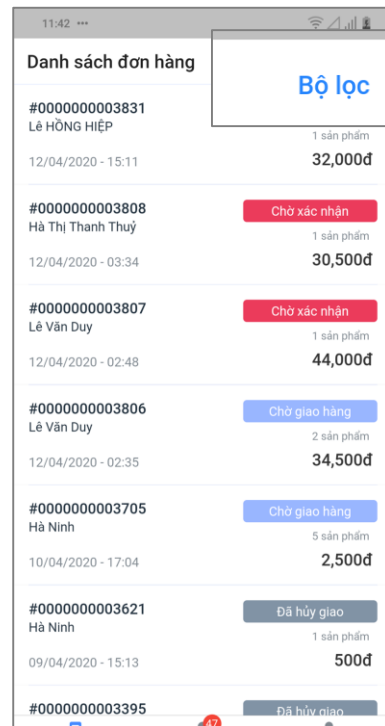 11:42 •••
Danh sách đơn hàng
Bộ lọc
#0000000003831
Lê HỒNG HIỆP
1 sản phẩm
12/04/2020 - 15:11
32,000đ
#0000000003808
Chờ xác nhận
Hà Thị Thanh Thuỷ
1 sản phẩm
12/04/2020 - 03:34
30,500đ
#0000000003807
Chờ xác nhận
Lê Văn Duy
1 sản phẩm
12/04/2020 - 02:48
44,000đ
#0000000003806
Chờ giao hàng
Lê Văn Duy
2 sản phẩm
12/04/2020 - 02:35
34,500đ
#0000000003705
Chờ giao hàng
Hà Ninh
5 sản phẩm
10/04/2020 - 17:04
2,500đ
#0000000003621
Đã hủy giao
Hà Ninh
1 sản phẩm
09/04/2020 - 15:13
500đ
#0000000003395
Đã hủy giao
47